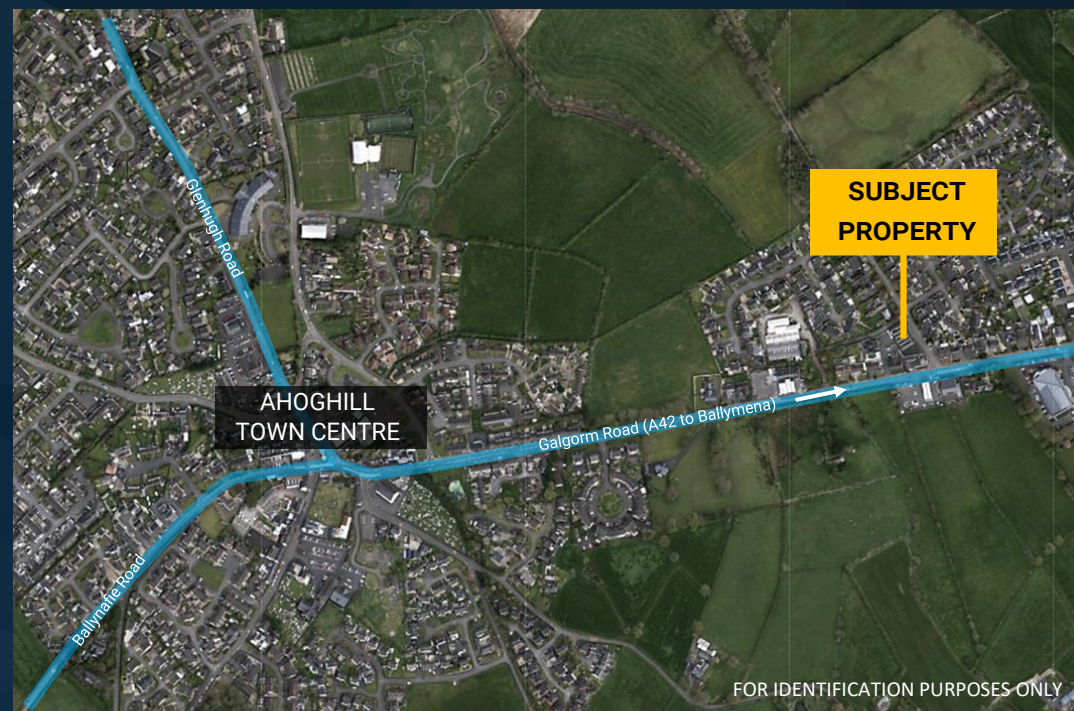 SUBJECT
PROPERTY
Glenhugh Road
AHOGHILL
TOWN CENTRE
Galgorm Road (A42 to Ballymena)
Ballynafie Road
FOR IDENTIFICATION PURPOSES ONLY